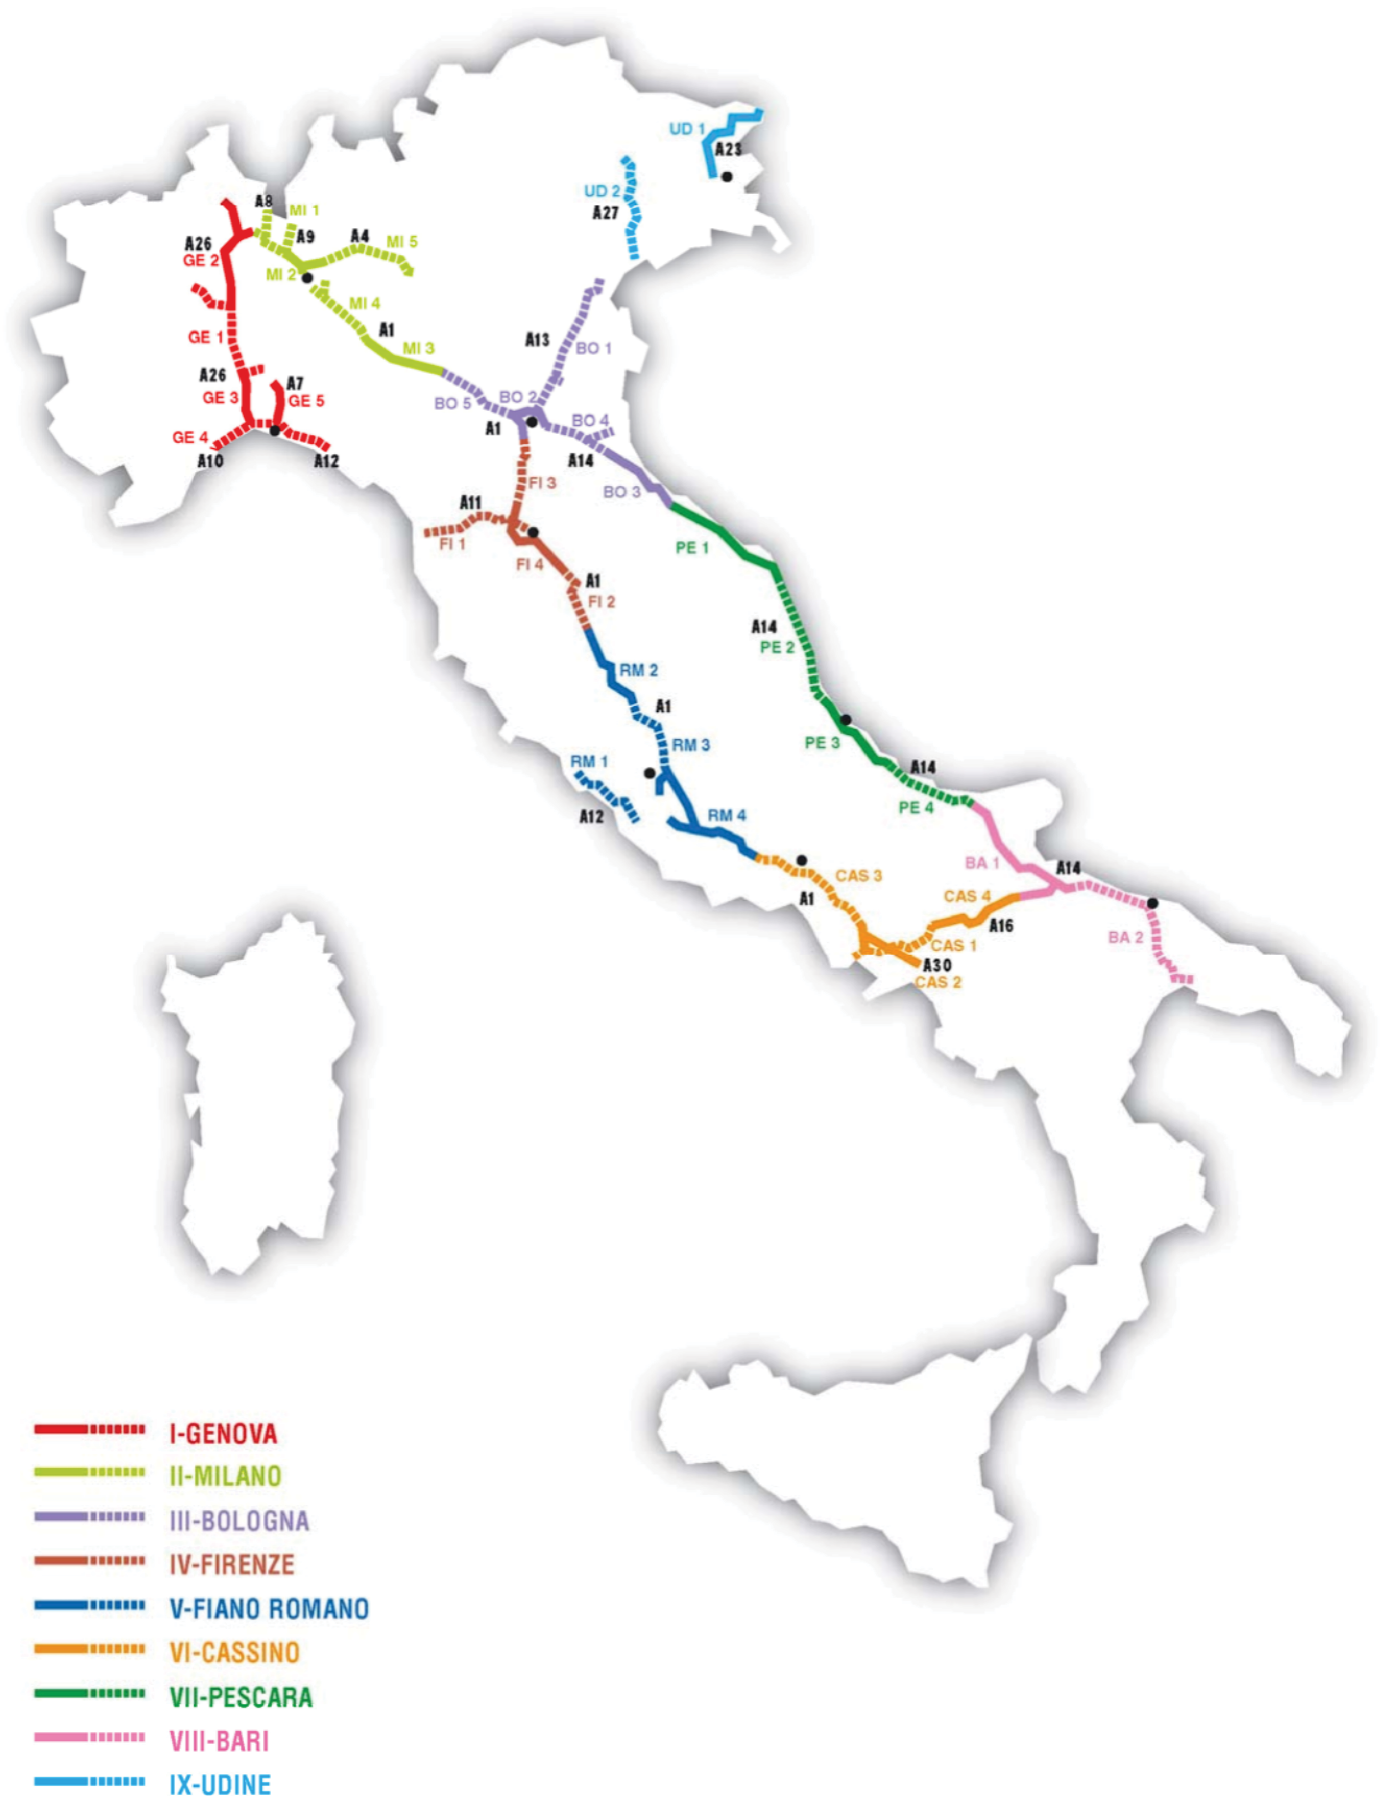 UD 1
A23
UD 2
A27
A8
MI 1
A9
A4
MI 5
A26
GE 2
MI 2
MI 4
A1
MI 3
GE 1
A26
GE 3
A7
GE 5
GE 4
A10
A12
A13
BO 1
BO 5
BO 2
A1
BO 4
A14
BO 3
FI 3
A11
FI 1
FI 4
A1
FI 2
PE 1
A14
PE 2
RM 2
A1
RM 3
RM 1
A12
RM 4
PE 3
A14
PE 4
CAS 3
A1
BA 1
A14
CAS 4
A16
CAS 1
A30
CAS 2
BA 2
I-GENOVA
II-MILANO
III-BOLOGNA
IV-FIRENZE
V-FIANO ROMANO
VI-CASSINO
VII-PESCARA
VIII-BARI
IX-UDINE